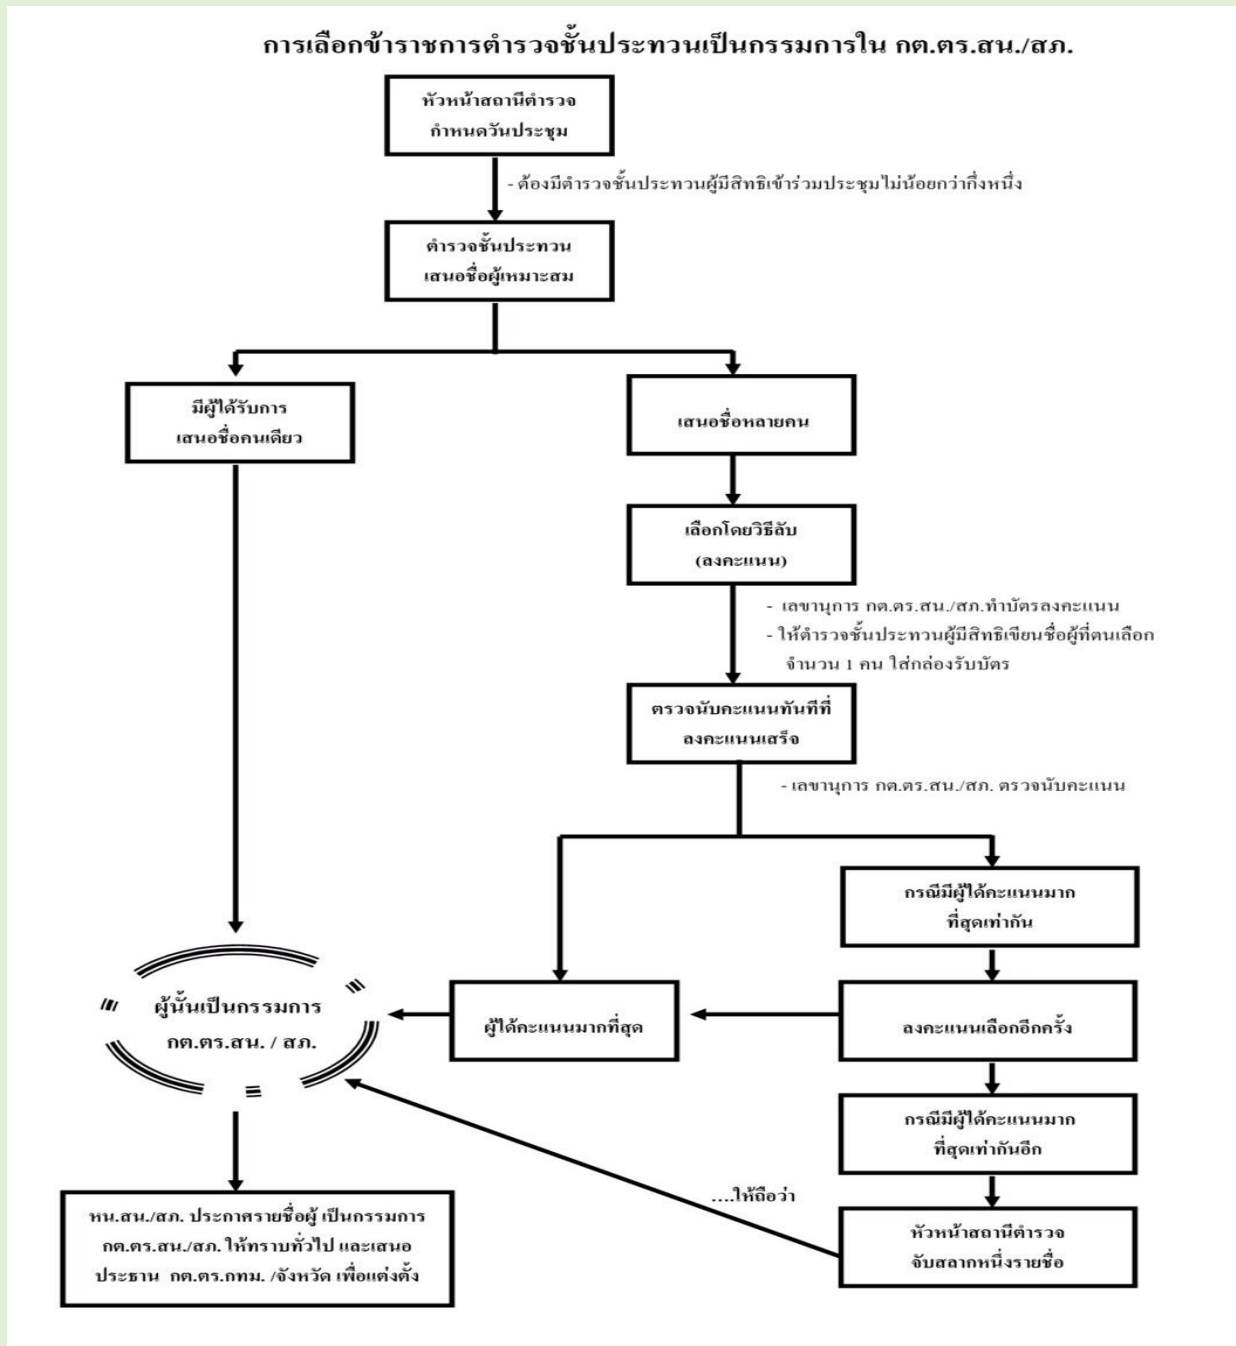 การเลือกข้าราชการตำรวจชั้นประทวนเป็นกรรมการใน กต.ตร.สน./สภ.
หัวหน้าสถานีตำรวจ
กำหนดวันประชุม
- ต้องมีตำรวจชั้นประทวนผู้มีสิทธิเข้าร่วมประชุมไม่น้อยกว่ากึ่งหนึ่ง
ตำรวจชั้นประทวน
เสนอชื่อผู้เหมาะสม
มีผู้ได้รับการ
เสนอชื่อคนเดียว
เสนอชื่อหลายคน
เลือกโดยวิธีลับ
(ลงคะแนน)
- เลขานุการ กต.ตร.สน./สภ.ทำบัตรลงคะแนน
- ให้ตำรวจชั้นประทวนผู้มีสิทธิเขียนชื่อผู้ที่ตนเลือก
จำนวน 1 คน ใส่กล่องรับบัตร
ตรวจนับคะแนนทันทีที่
ลงคะแนนเสร็จ
- เลขานุการ กต.ตร.สน./สภ. ตรวจนับคะแนน
กรณีมีผู้ได้คะแนนมาก
ที่สุดเท่ากัน
ผู้นั้นเป็นกรรมการ
กต.ตร.สน. / สภ.
ผู้ได้คะแนนมากที่สุด
ลงคะแนนเลือกอีกครั้ง
กรณีมีผู้ได้คะแนนมาก
ที่สุดเท่ากันอีก
....ให้ถือว่า
หัวหน้าสถานีตำรวจ
จับสลากหนึ่งรายชื่อ
หน.สน./สภ. ประกาศรายชื่อผู้ เป็นกรรมการ
กต.ตร.สน./สภ. ให้ทราบทั่วไป และเสนอ
ประธาน กต.ตร.กทม. /จังหวัด เพื่อแต่งตั้ง